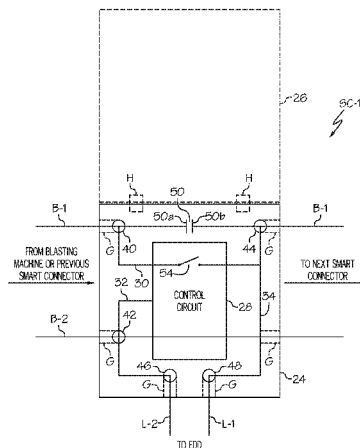 26
SC-1
H
50
H
50a
50b
B-1
B-1
G
40
44
G
FROM BLASTING
MACHINE OR PREVIOUS
SMART CONNECTOR
32
30
54
CONTROL
CIRCUIT
28
34
TO NEXT SMART
CONNECTOR
B-2
G
42
G
46
48
G
G
24
L-2
L-1
TO EDD